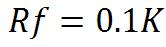 Rf = 0.1K